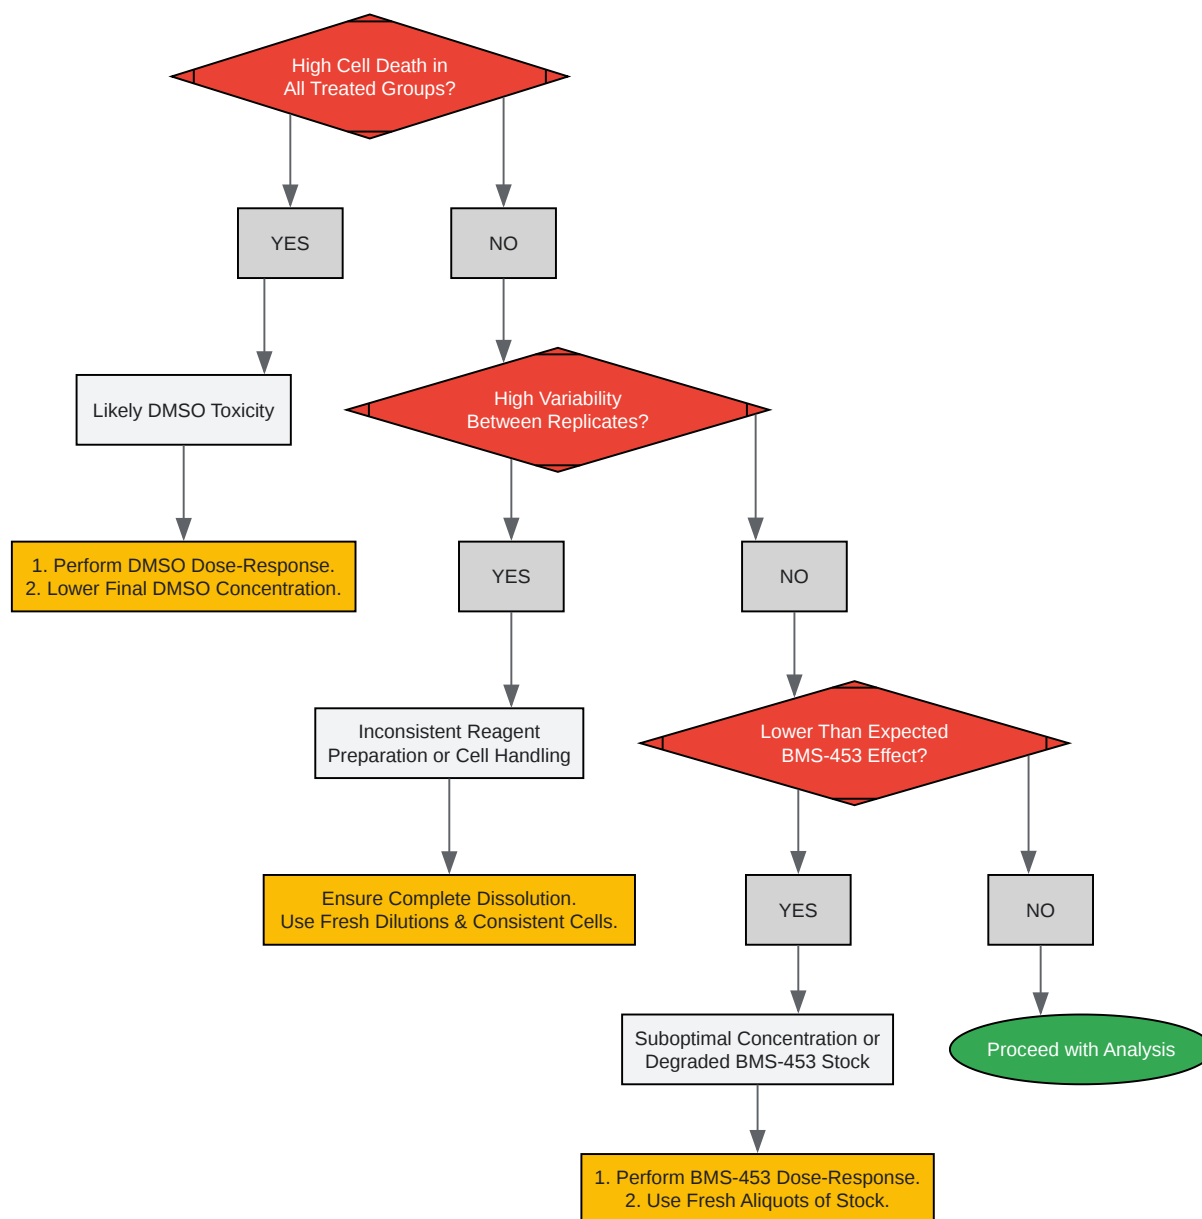 High Cell Death in
All Treated Groups?
YES
NO
Likely DMSO Toxicity
High Variability
Between Replicates?
1. Perform DMSO Dose-Response.
2. Lower Final DMSO Concentration.
YES
NO
Inconsistent Reagent
Preparation or Cell Handling
Lower Than Expected
BMS-453 Effect?
Ensure Complete Dissolution.
Use Fresh Dilutions & Consistent Cells.
YES
NO
Suboptimal Concentration or
Degraded BMS-453 Stock
Proceed with Analysis
1. Perform BMS-453 Dose-Response.
2. Use Fresh Aliquots of Stock.